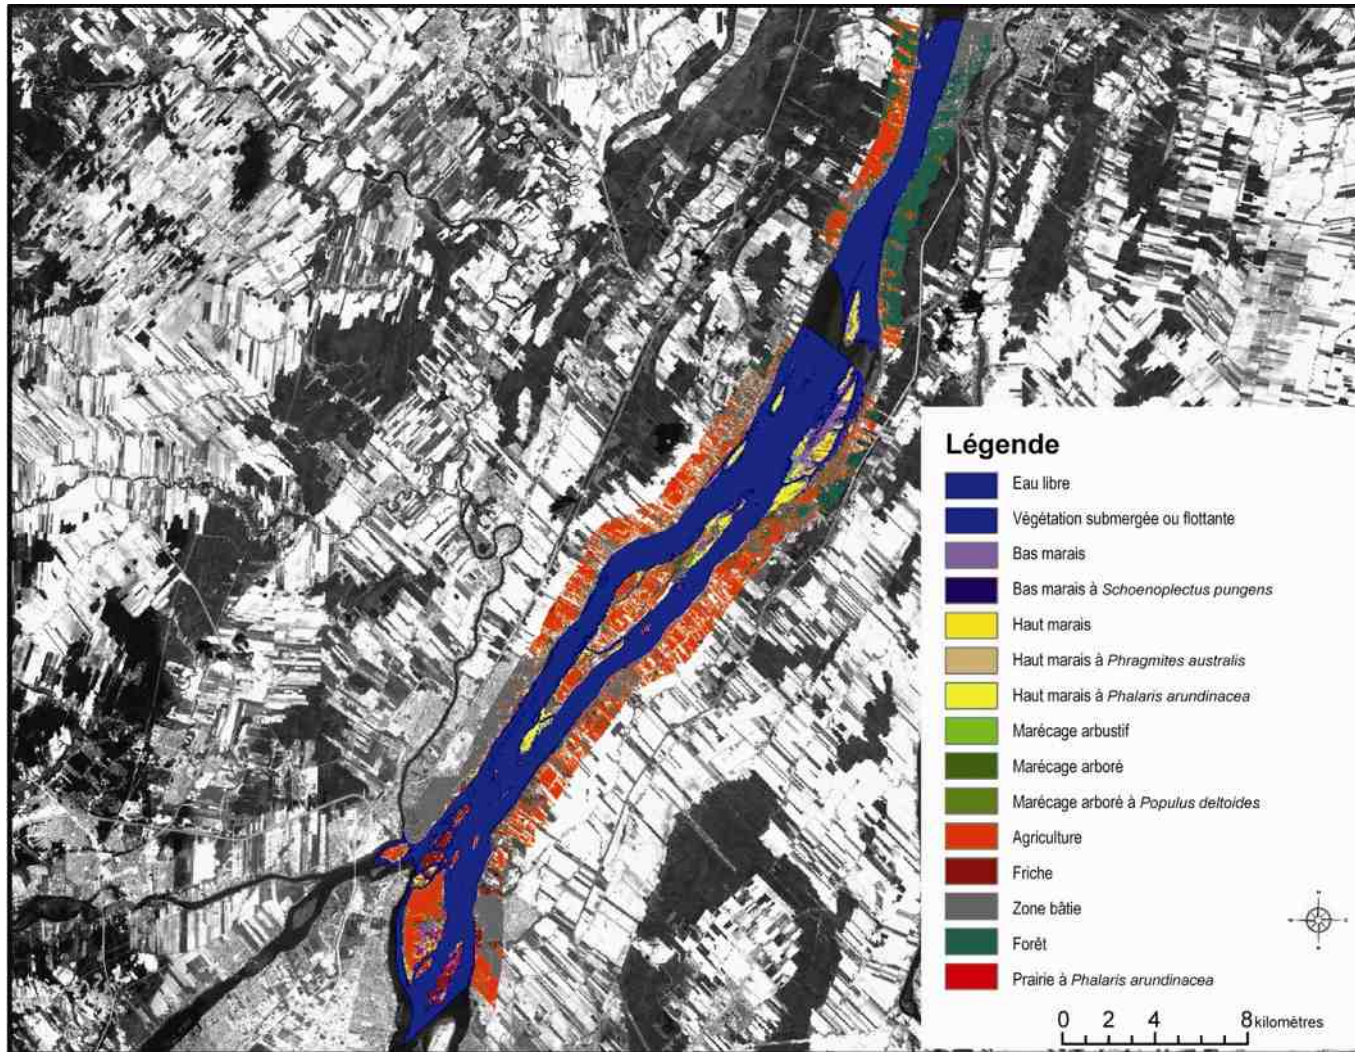 Légende
Eau libre
Végétation submergée ou flottante
Bas marais
Bas marais à Schoenoplectus pungens
Haut marais
Haut marais à Phragmites australis
Haut marais à Phalaris arundinacea
Marécage arbustif
Marécage arboré
Marécage arboré à Populus deltoides
Agriculture
Friche
Zone bâtie
Forêt
Prairie à Phalaris arundinacea
0 2 4 8 kilomètres